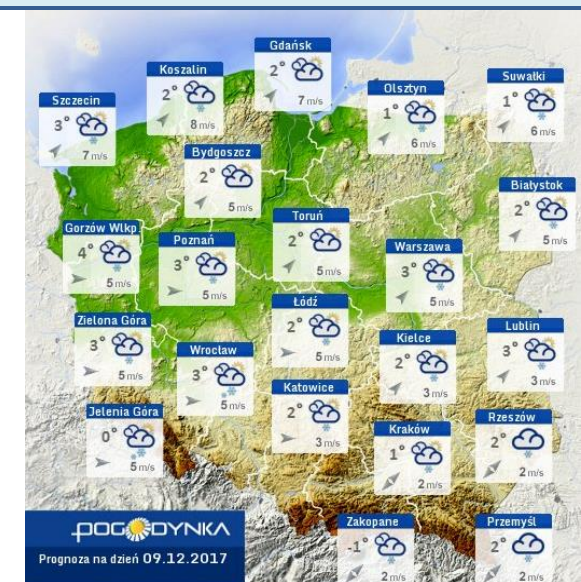 Gdańsk
2°
7 m/s
Koszalin
2°
8 m/s
Suwałki
1°
6 m/s
Olsztyn
1°
6 m/s
Szczecin
3°
7 m/s
Bydgoszcz
2°
5 m/s
Białystok
2°
5 m/s
Toruń
2°
5 m/s
Gorzów Wlkp
4°
5 m/s
Poznań
3°
5 m/s
Warszawa
3°
5 m/s
Łódź
2°
5 m/s
Zielona Góra
3°
5 m/s
Lublin
3°
3 m/s
Kielce
2°
3 m/s
Wrocław
3°
5 m/s
Katowice
2°
3 m/s
Jelenia Góra
0°
5 m/s
Rzeszów
2°
2 m/s
Kraków
1°
2 m/s
Zakopane
-1°
2 m/s
Przemyśl
2°
2 m/s
POGODYNKA
Prognoza na dzień 09.12.2017